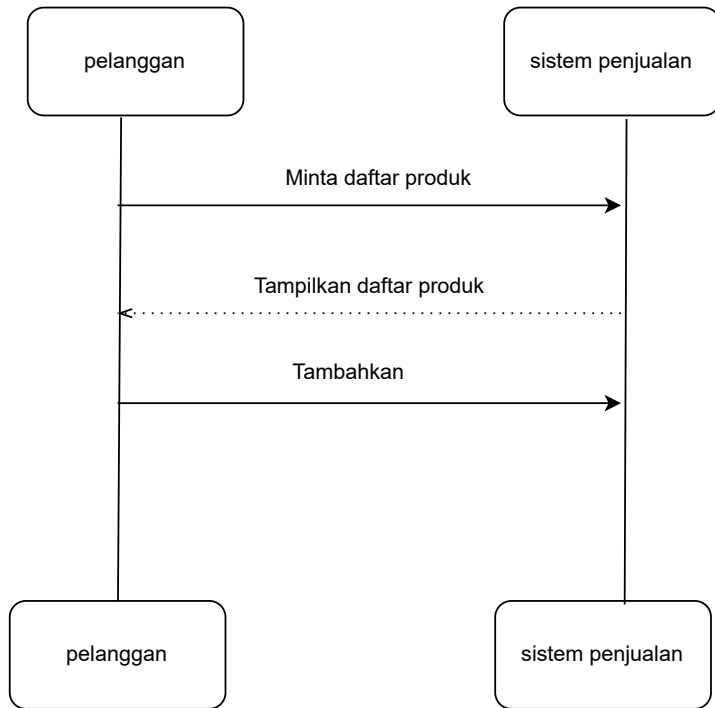 pelanggan
sistem penjualan
Minta daftar produk
Tampilkan daftar produk
Tambahkan
pelanggan
sistem penjualan